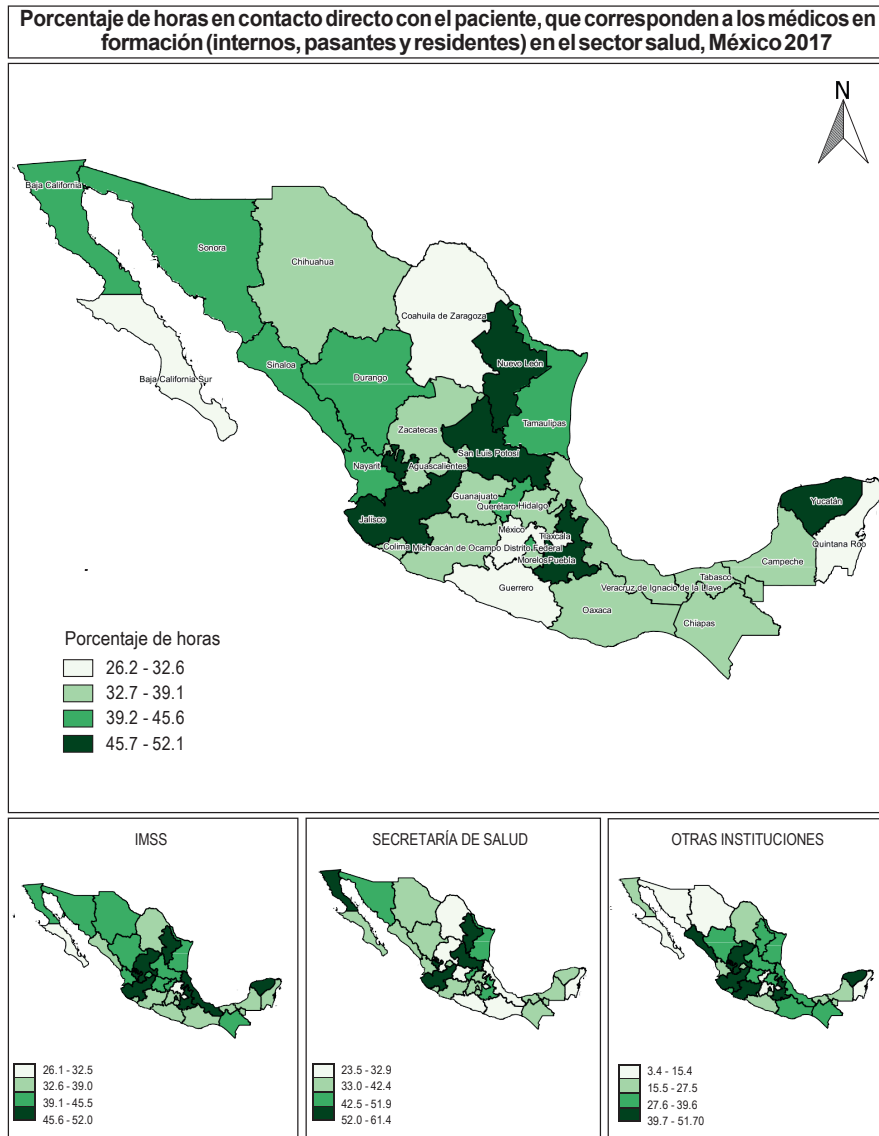 Porcentaje de horas en contacto directo con el paciente, que corresponden a los médicos en
formación (internos, pasantes y residentes) en el sector salud, México 2017
N
Baja California
Sonora
Chihuahua
Coahuila de Zaragoza
Nuevo León
Sinaloa
Durango
Baja California Sur
Tamaulipas
Zacatecas
San Luis Potosí
Nayarit
Aguascalientes
Yucatán
Guanajuato
Querétaro
Hidalgo
Jalisco
México
Tlaxcala
Quintana Roo
Colima
Michoacán de Ocampo
Distrito Federal
Morelos
Puebla
Campeche
Tabasco
Guerrero
Veracruz de Ignacio de la Llave
Oaxaca
Chiapas
Porcentaje de horas
26.2 - 32.6
32.7 - 39.1
39.2 - 45.6
45.7 - 52.1
IMSS
26.1 - 32.5
32.6 - 39.0
39.1 - 45.5
45.6 - 52.0
SECRETARÍA DE SALUD
23.5 - 32.9
33.0 - 42.4
42.5 - 51.9
52.0 - 61.4
OTRAS INSTITUCIONES
3.4 - 15.4
15.5 - 27.5
27.6 - 39.6
39.7 - 51.70